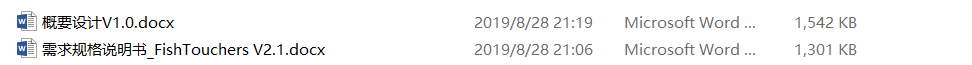 概要设计V1.0.docx 2019/8/28 21:19 Microsoft Word ... 1,542 KB
需求规格说明书_FishTouchers V2.1.docx 2019/8/28 21:06 Microsoft Word ... 1,301 KB